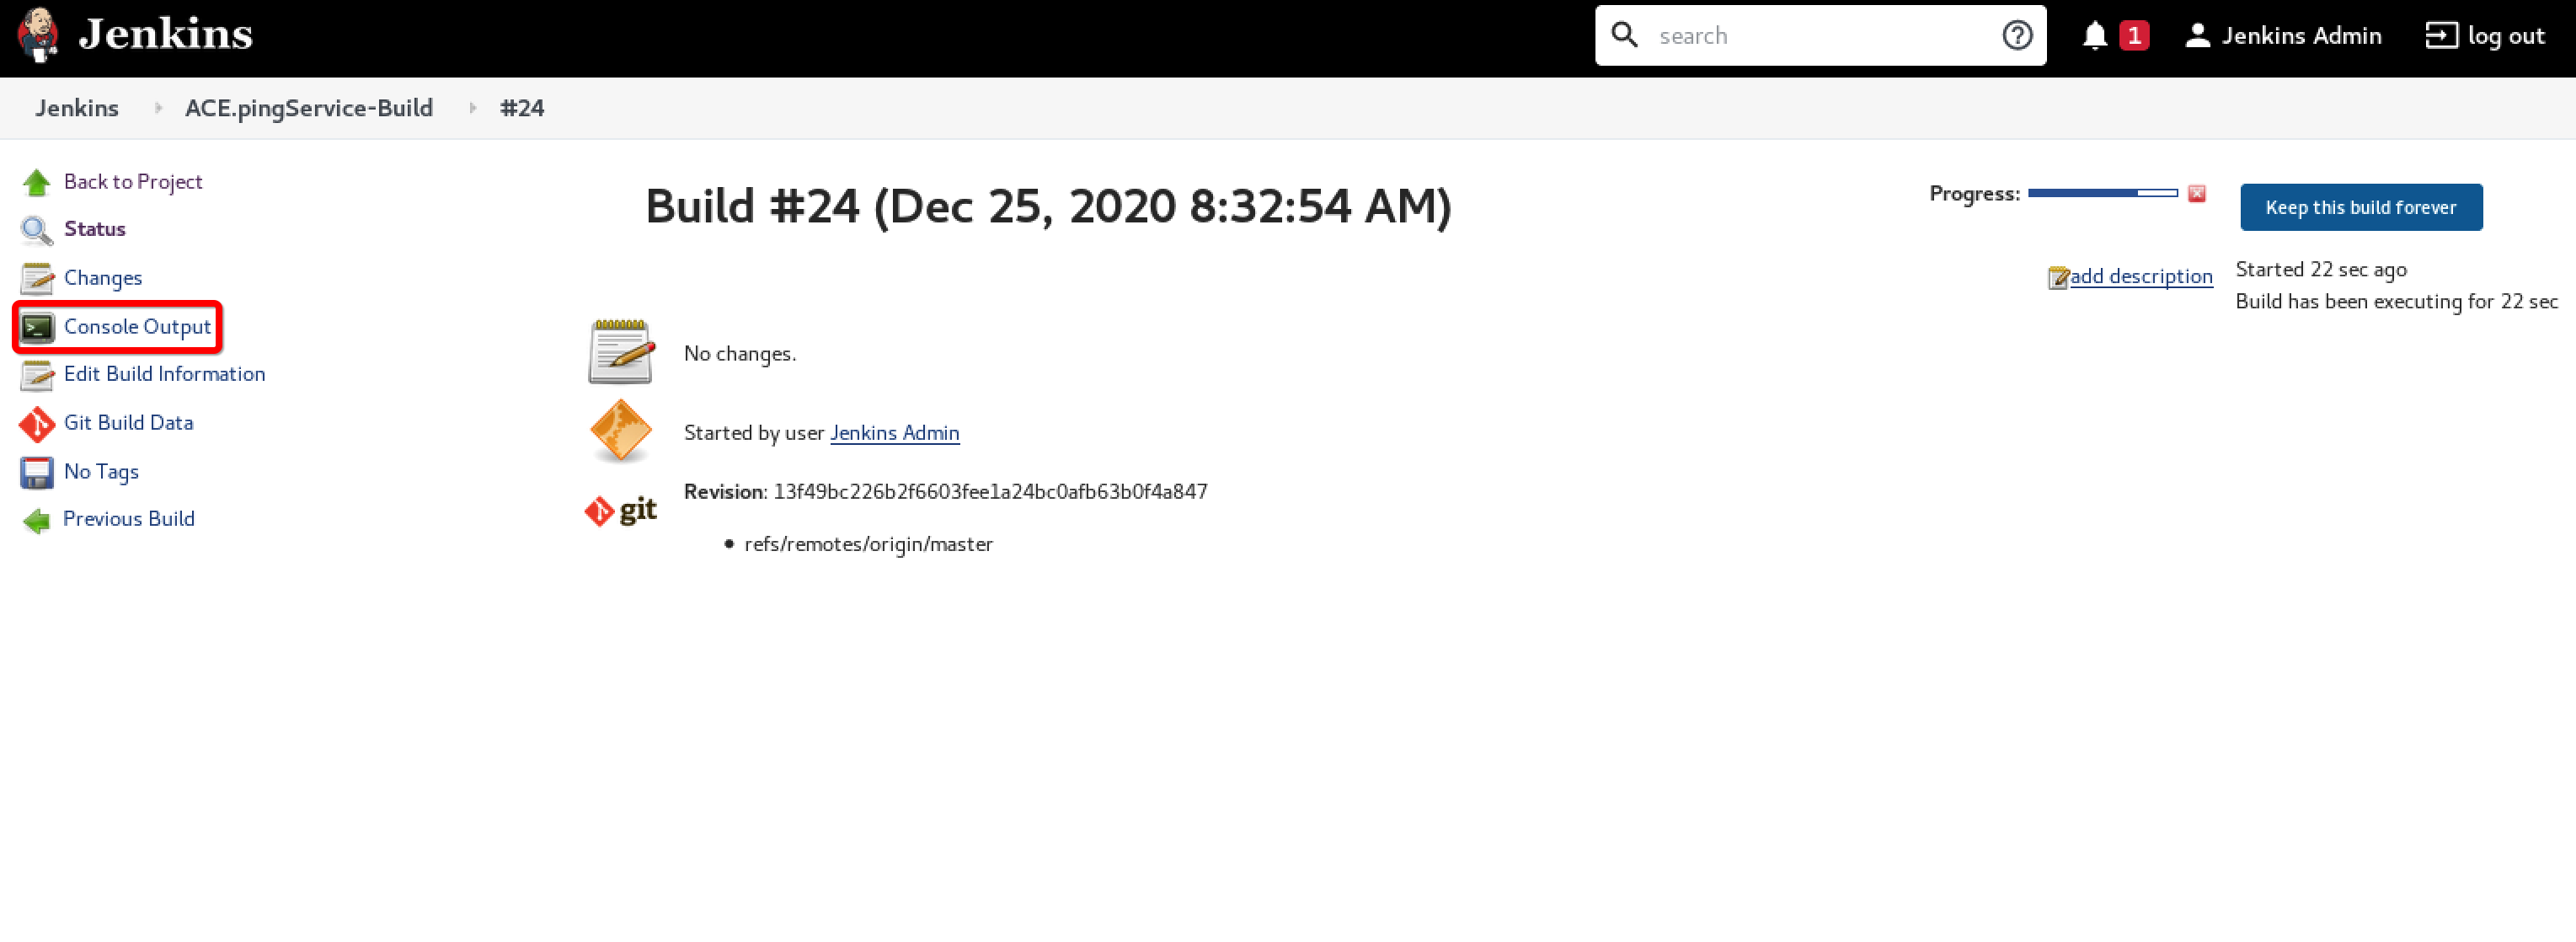 Jenkins
search
1
Jenkins Admin
log out
Jenkins
ACE.pingService-Build
#24
Back to Project
Status
Changes
Console Output
Edit Build Information
Git Build Data
No Tags
Previous Build
Build #24 (Dec 25, 2020 8:32:54 AM)
Progress:
Keep this build forever
add description
Started 22 sec ago
Build has been executing for 22 sec
No changes.
Started by user Jenkins Admin
git
Revision: 13f49bc226b2f6603fee1a24bc0afb63b0f4a847
• refs/remotes/origin/master